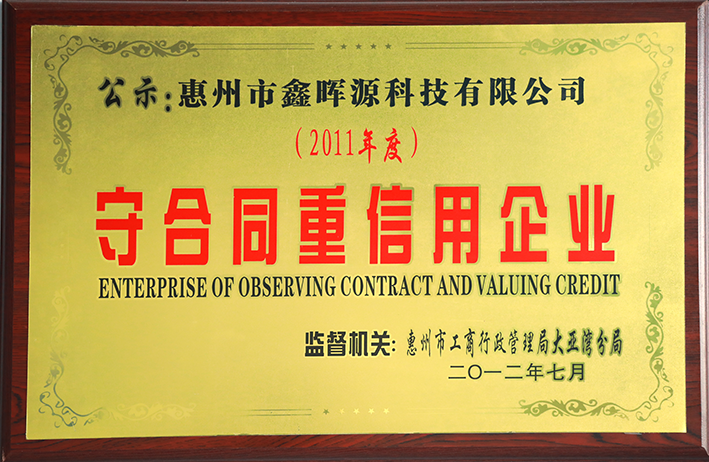 公示:惠州市鑫晖源科技有限公司
(2011年度)
守合同重信用企业
ENTERPRISE OF OBSERVING CONTRACT AND VALUING CREDIT
监督机关:惠州市工商行政管理局大亚湾分局
二〇一二年七月